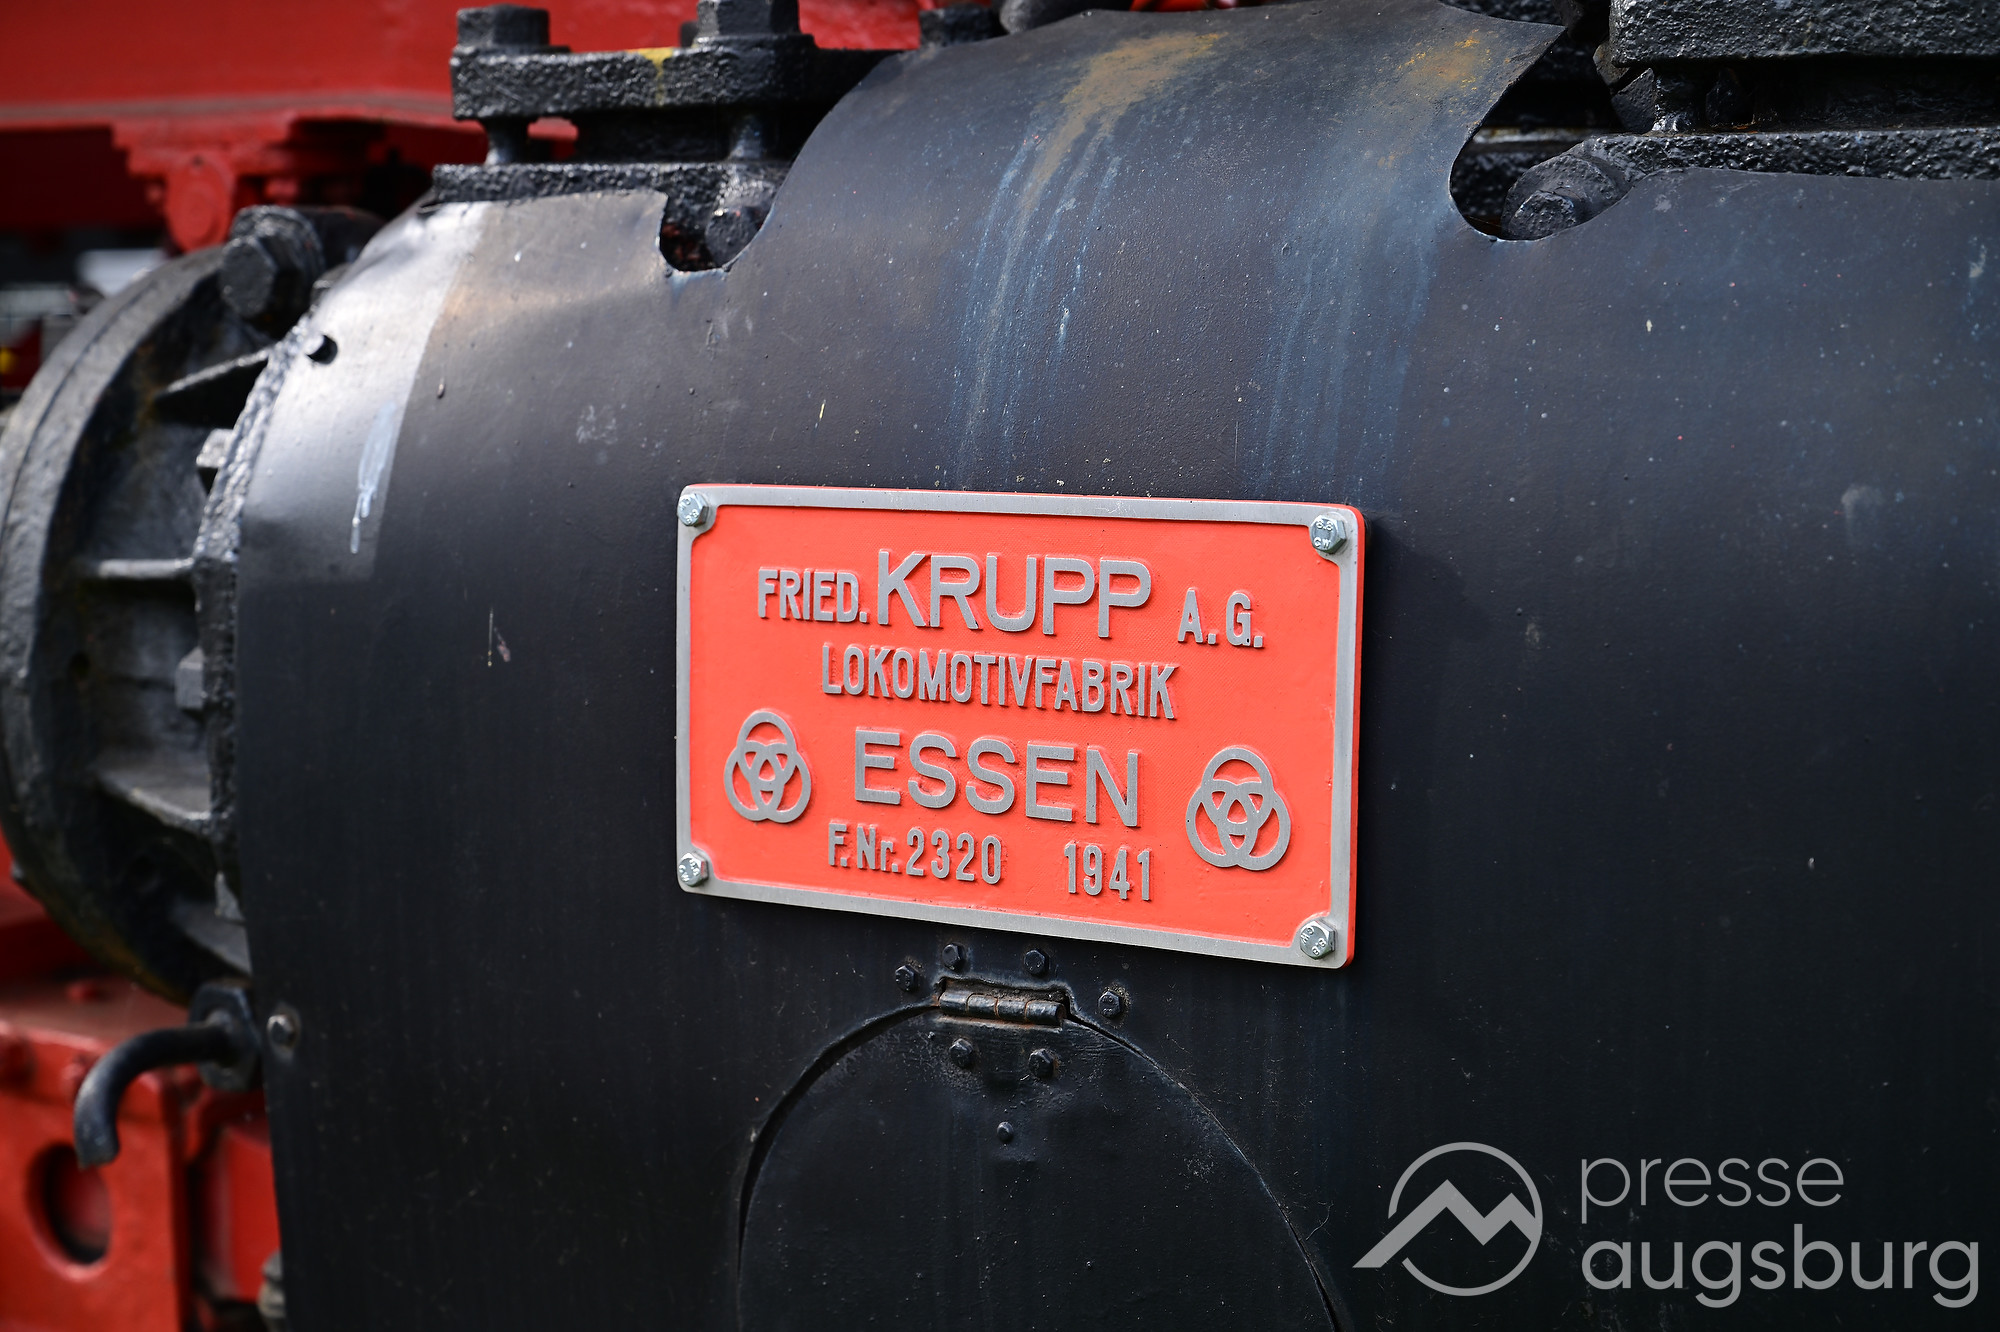 FRIED. KRUPP A.G.
LOKOMOTIVFABRIK
ESSEN
F.Nr. 2320 1941
presse
augsburg